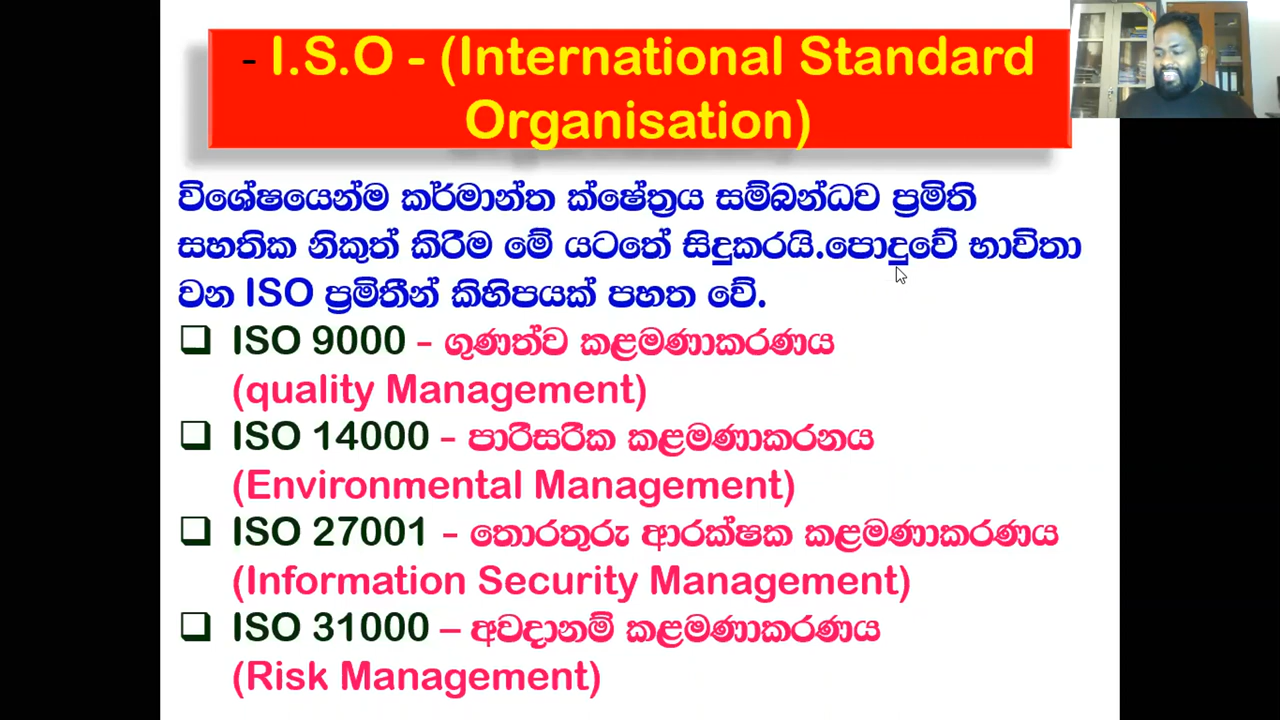 - I.S.O - (International Standard
Organisation)
විශේෂයෙන්ම කර්මාන්ත ක්ෂේත්‍රය සම්බන්ධව ප්‍රමිති
සහතික නිකුත් කිරීම මේ යටතේ සිදුකරයි.පොදුවේ භාවිතා
වන ISO ප්‍රමිතීන් කිහිපයක් පහත වේ.
ISO 9000 - ගුණත්ව කළමණාකරණය
(quality Management)
ISO 14000 - පාරිසරික කළමණාකරනය
(Environmental Management)
ISO 27001 - තොරතුරු ආරක්ෂක කළමණාකරණය
(Information Security Management)
ISO 31000 – අවදානම් කළමණාකරණය
(Risk Management)